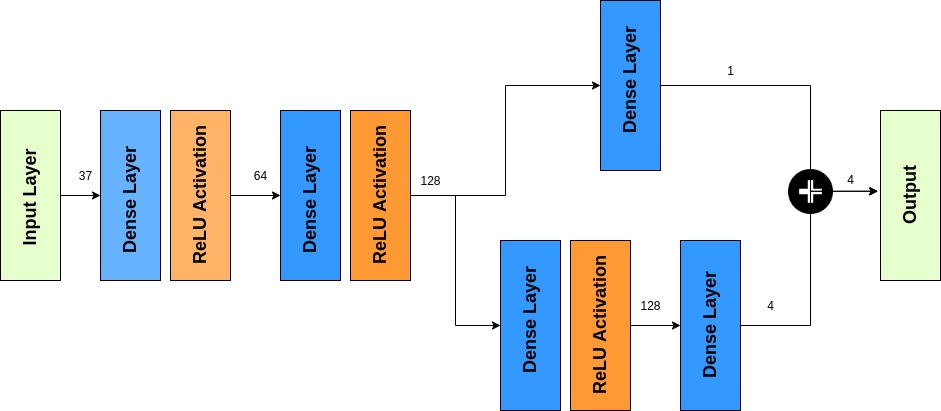 Input Layer
37
Dense Layer
ReLU Activation
64
Dense Layer
ReLU Activation
128
Dense Layer
1
Dense Layer
ReLU Activation
128
Dense Layer
4
4
Output